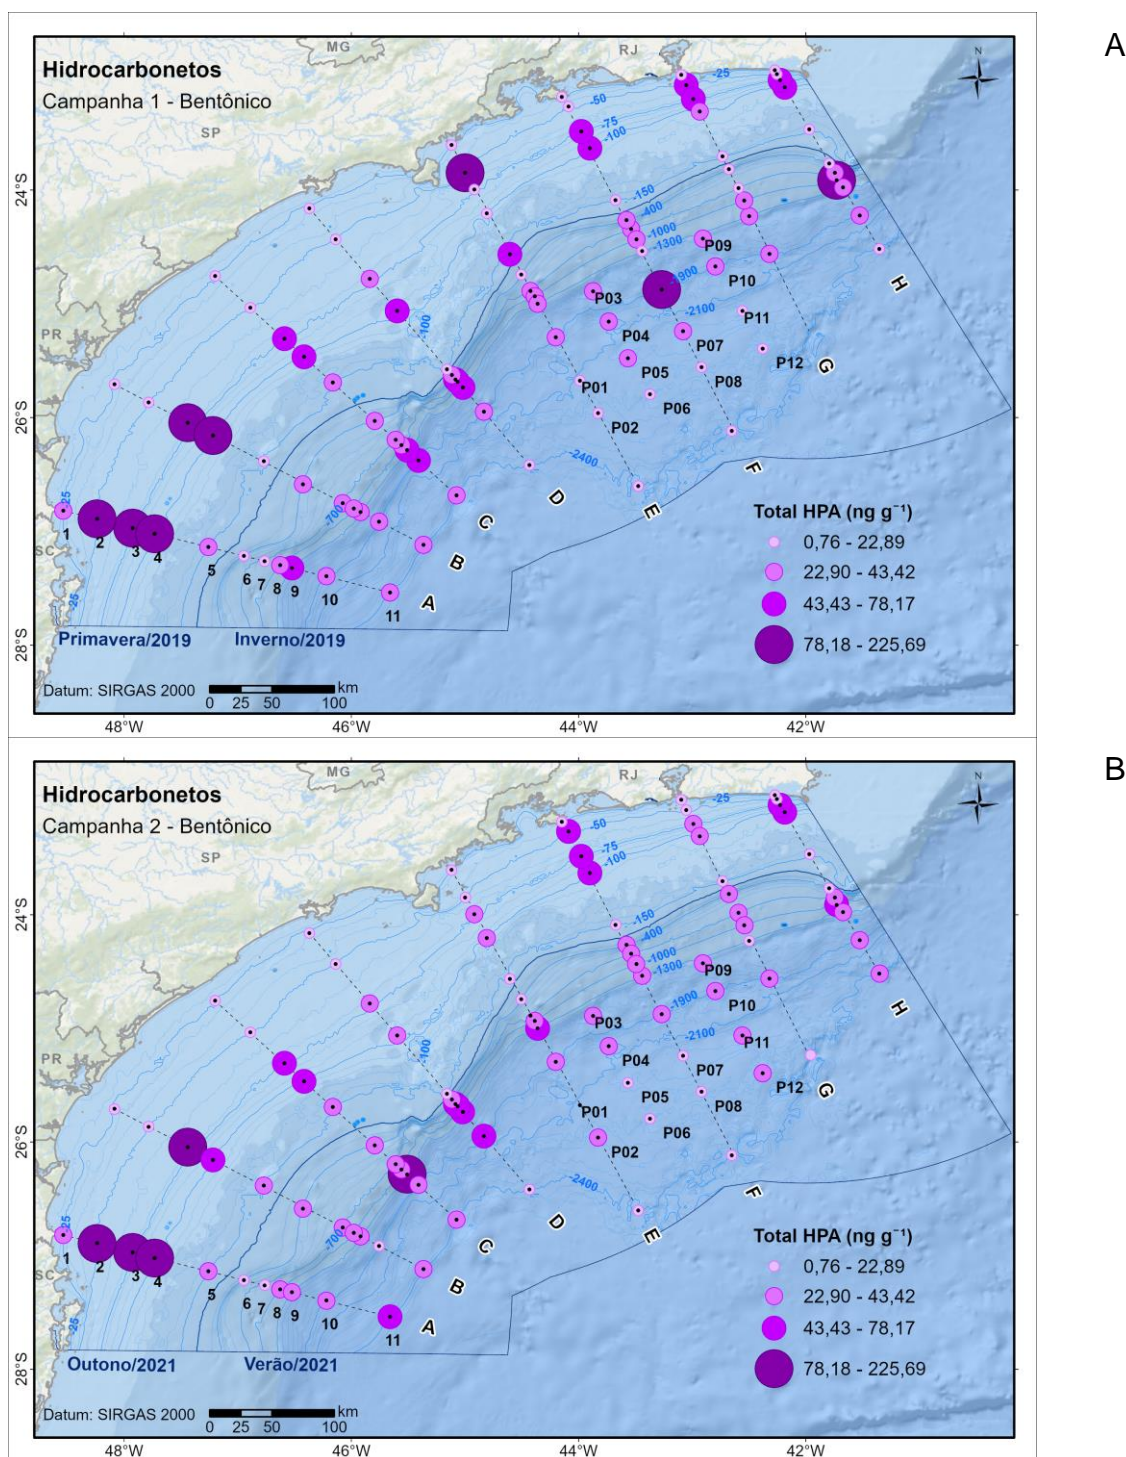 A
Hidrocarbonetos
Campanha 1 - Bentônico
MG
RJ
SP
PR
SC
N
-25
-50
-75
-100
-150
-400
-1000
-1300
-1900
-2100
-2400
-100
-700
-25
-25
P09
P10
P03
P11
P04
P07
P12
P05
P08
P01
P06
P02
H
G
F
E
D
C
B
A
1
2
3
4
5
6
7
8
9
10
11
Total HPA (ng g⁻¹)
0,76 - 22,89
22,90 - 43,42
43,43 - 78,17
78,18 - 225,69
Primavera/2019
Inverno/2019
Datum: SIRGAS 2000
km
0 25 50 100
24°S
26°S
28°S
48°W
46°W
44°W
42°W
B
Hidrocarbonetos
Campanha 2 - Bentônico
MG
RJ
SP
PR
SC
N
-25
-50
-75
-100
-150
-400
-1000
-1300
-1900
-2100
-2400
-100
-700
-25
-25
P09
P10
P03
P11
P04
P07
P12
P05
P08
P01
P06
P02
H
G
F
E
D
C
B
A
1
2
3
4
5
6
7
8
9
10
11
Total HPA (ng g⁻¹)
0,76 - 22,89
22,90 - 43,42
43,43 - 78,17
78,18 - 225,69
Outono/2021
Verão/2021
Datum: SIRGAS 2000
km
0 25 50 100
24°S
26°S
28°S
48°W
46°W
44°W
42°W